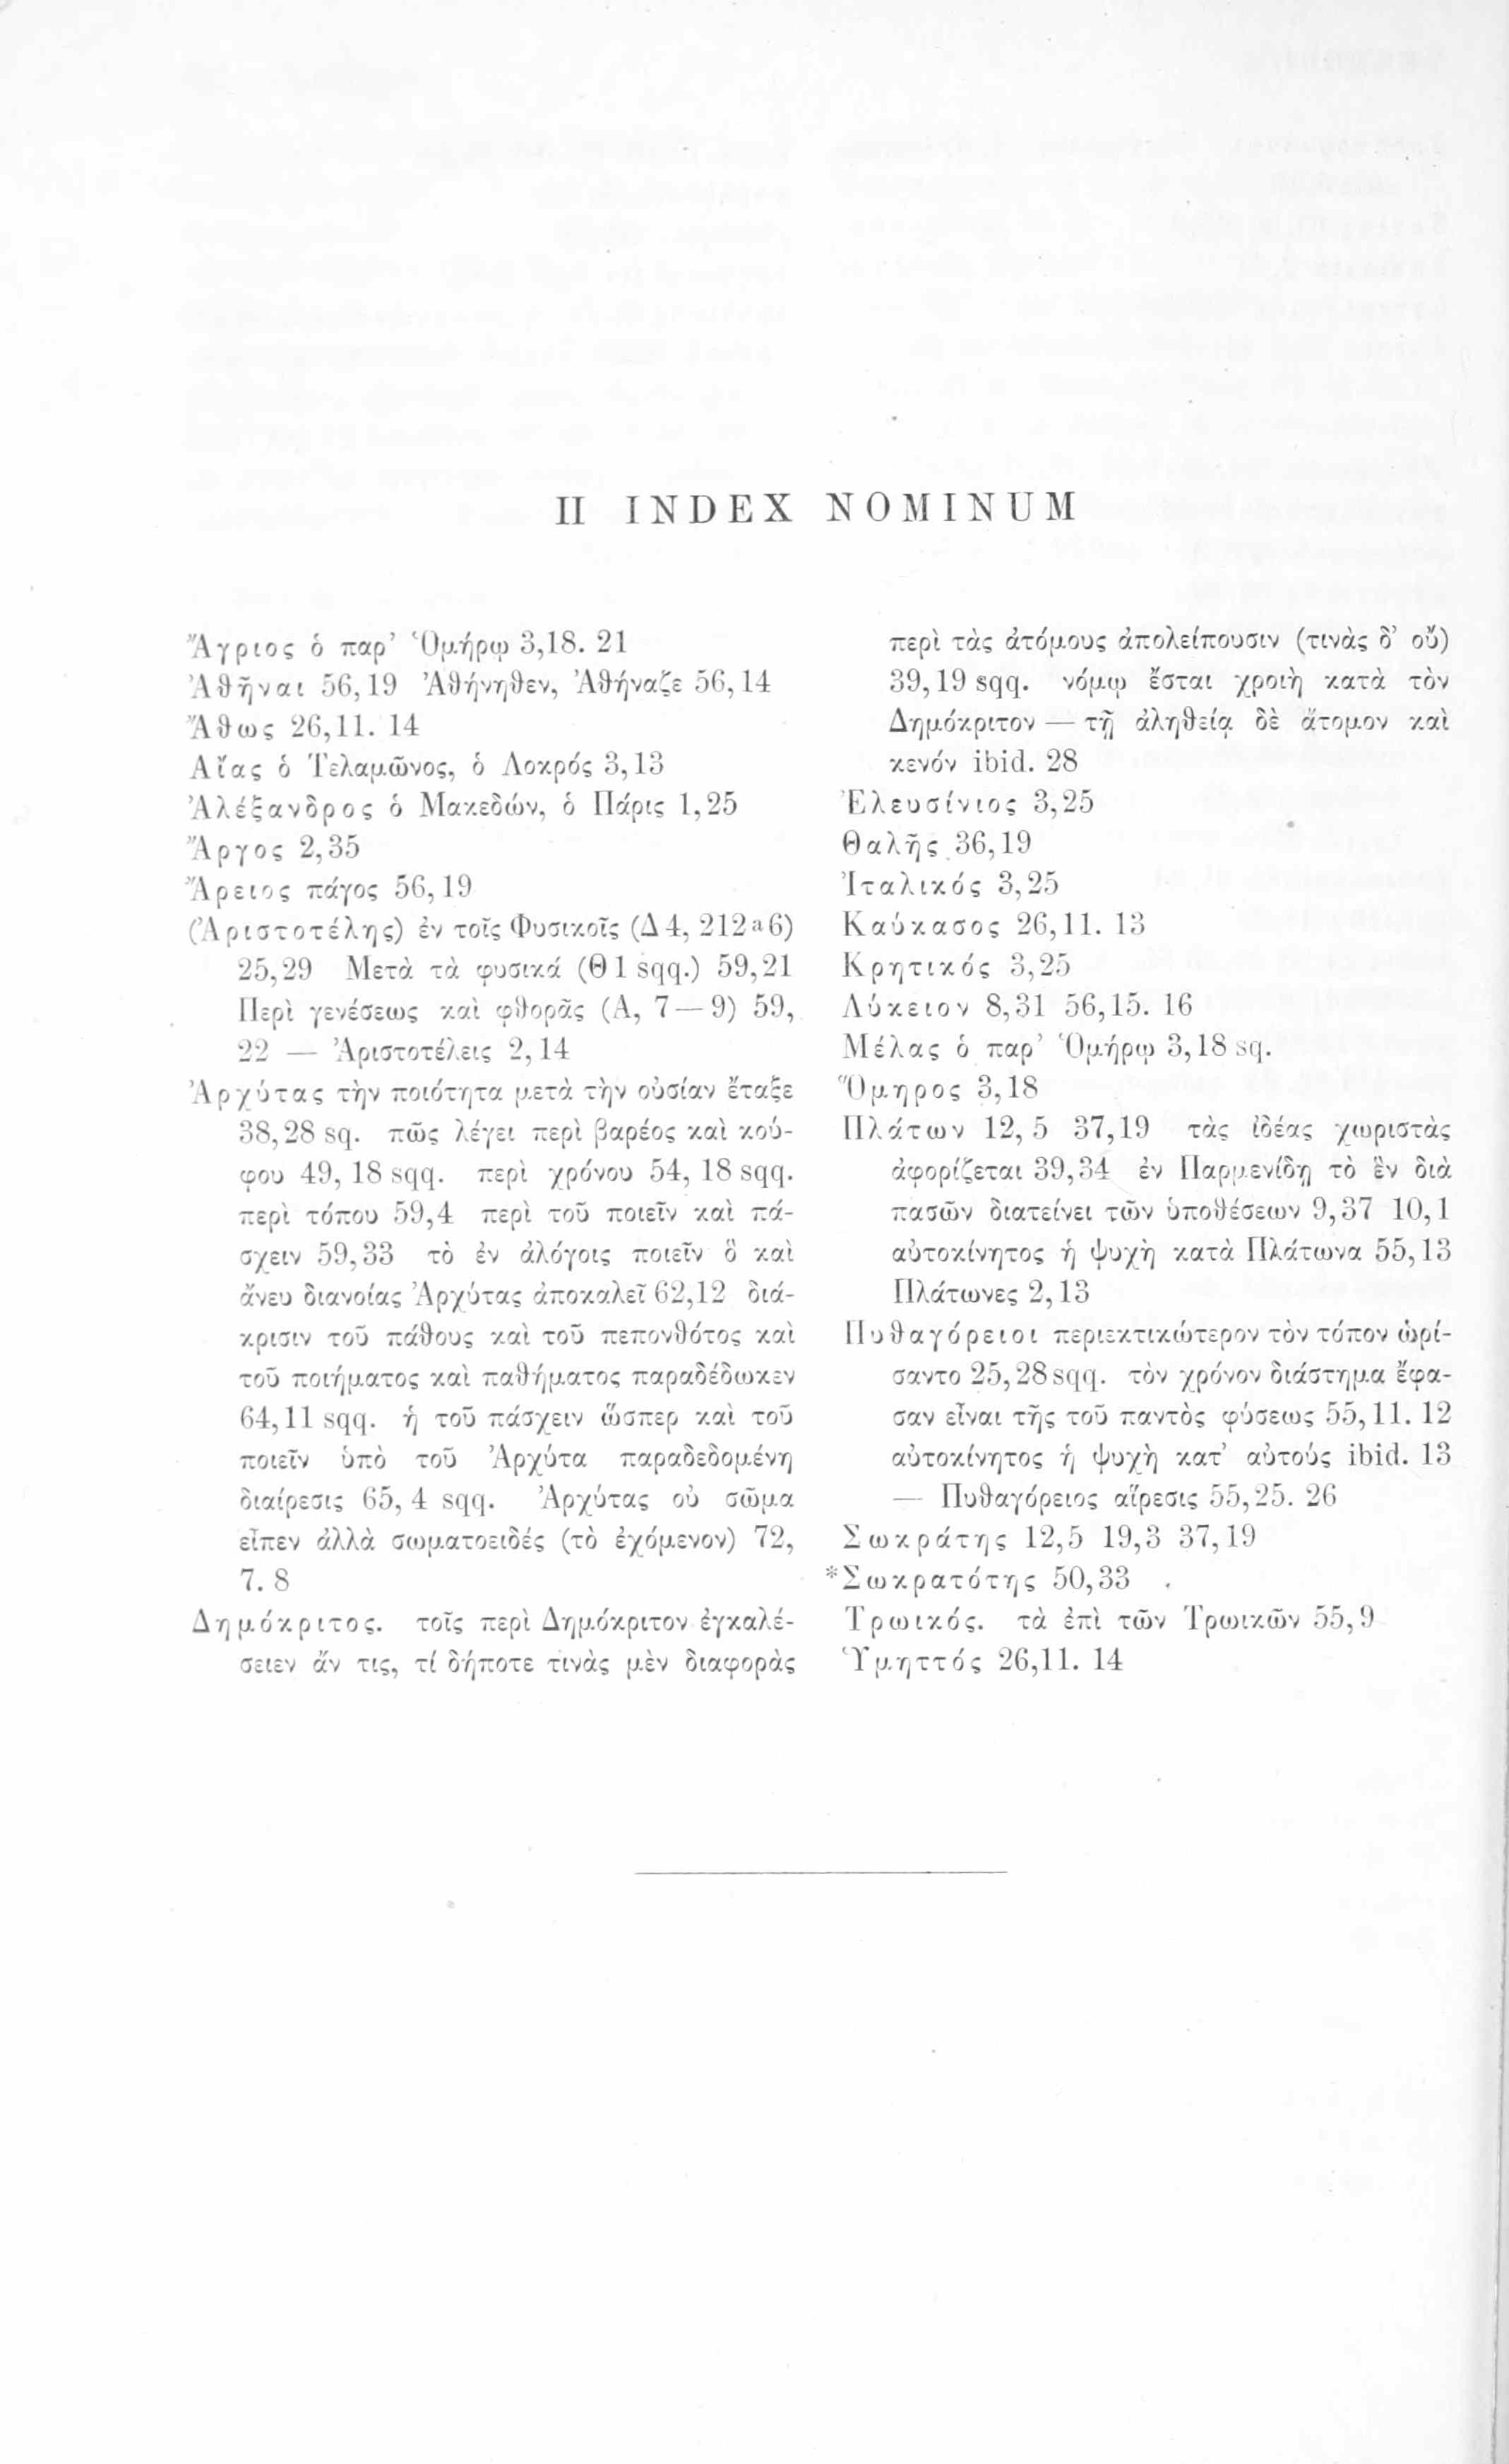 II INDEX NOMINUM
Ἄγριος ὁ παρ’ Ὁμήρῳ 3,18. 21
Ἀθῆναι 56,19 Ἀθήνηθεν, Ἀθήναζε 56,14
Ἄθως 26,11. 14
Αἴας ὁ Τελαμῶνος, ὁ Λοκρός 3,13
Ἀλέξανδρος ὁ Μακεδών, ὁ Πάρις 1,25
Ἄργος 2,35
Ἄρειος πάγος 56,19
(Ἀριστοτέλης) ἐν τοῖς Φυσικοῖς (Δ 4, 212 a 6)
25,29 Μετὰ τὰ φυσικά (Θ 1 sqq.) 59,21
Περὶ γενέσεως καὶ φθορᾶς (Α, 7—9) 59,
22 — Ἀριστοτέλεις 2,14
Ἀρχύτας τὴν ποιότητα μετὰ τὴν οὐσίαν ἔταξε
38,28 sq. πῶς λέγει περὶ βαρέος καὶ κού-
φου 49, 18 sqq. περὶ χρόνου 54, 18 sqq.
περὶ τόπου 59,4 περὶ τοῦ ποιεῖν καὶ πά-
σχειν 59,33 τὸ ἐν ἀλόγοις ποιεῖν ὃ καὶ
ἄνευ διανοίας Ἀρχύτας ἀποκαλεῖ 62,12 διά-
κρισιν τοῦ πάθους καὶ τοῦ πεπονθότος καὶ
τοῦ ποιήματος καὶ παθήματος παραδέδωκεν
64,11 sqq. ἡ τοῦ πάσχειν ὥσπερ καὶ τοῦ
ποιεῖν ὑπὸ τοῦ Ἀρχύτα παραδεδομένη
διαίρεσις 65, 4 sqq. Ἀρχύτας οὐ σῶμα
εἶπεν ἀλλὰ σωματοειδές (τὸ ἐχόμενον) 72,
7. 8
Δημόκριτος. τοῖς περὶ Δημόκριτον ἐγκαλέ-
σειεν ἄν τις, τί δήποτε τινὰς μὲν διαφορὰς
περὶ τὰς ἀτόμους ἀπολείπουσιν (τινὰς δ’ οὔ)
39,19 sqq. νόμῳ ἔσται χροιὴ κατὰ τὸν
Δημόκριτον — τῇ ἀληθείᾳ δὲ ἄτομον καὶ
κενόν ibid. 28
Ἐλευσίνιος 3,25
Θαλῆς 36,19
Ἰταλικός 3,25
Καύκασος 26,11. 13
Κρητικός 3,25
Λύκειον 8,31 56,15. 16
Μέλας ὁ παρ’ Ὁμήρῳ 3,18 sq.
Ὅμηρος 3,18
Πλάτων 12, 5 37,19 τὰς ἰδέας χωριστὰς
ἀφορίζεται 39,34 ἐν Παρμενίδῃ τὸ ἓν διὰ
πασῶν διατείνει τῶν ὑποθέσεων 9,37 10,1
αὐτοκίνητος ἡ ψυχὴ κατὰ Πλάτωνα 55,13
Πλάτωνες 2,13
Πυθαγόρειοι περιεκτικώτερον τὸν τόπον ὡρί-
σαντο 25,28 sqq. τὸν χρόνον διάστημα ἔφα-
σαν εἶναι τῆς τοῦ παντὸς φύσεως 55,11. 12
αὐτοκίνητος ἡ ψυχὴ κατ’ αὐτούς ibid. 13
— Πυθαγόρειος αἵρεσις 55,25. 26
Σωκράτης 12,5 19,3 37,19
*Σωκρατότης 50,33
Τρωικός. τὰ ἐπὶ τῶν Τρωικῶν 55,9
Ὑμηττός 26,11. 14